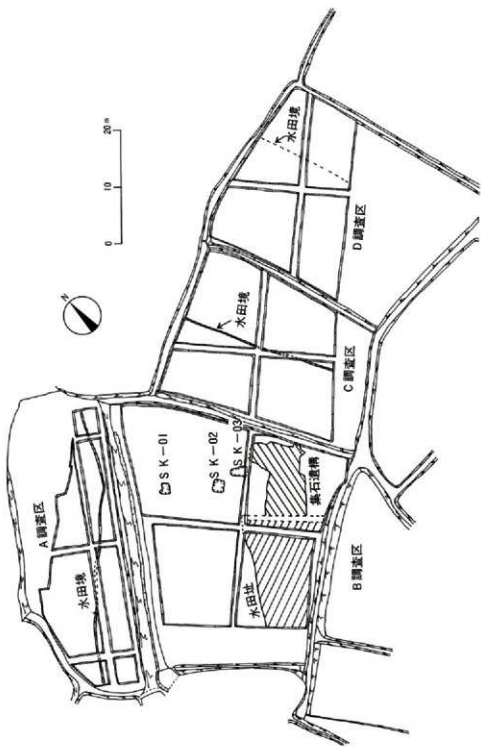 A調査区
水田境
SK-01
SK-02
SK-03
水田址
集石遺構
B調査区
水田境
C調査区
水田境
D調査区
N
0 10 20m